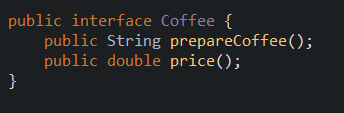 public interface Coffee {
    public String prepareCoffee();
    public double price();
}